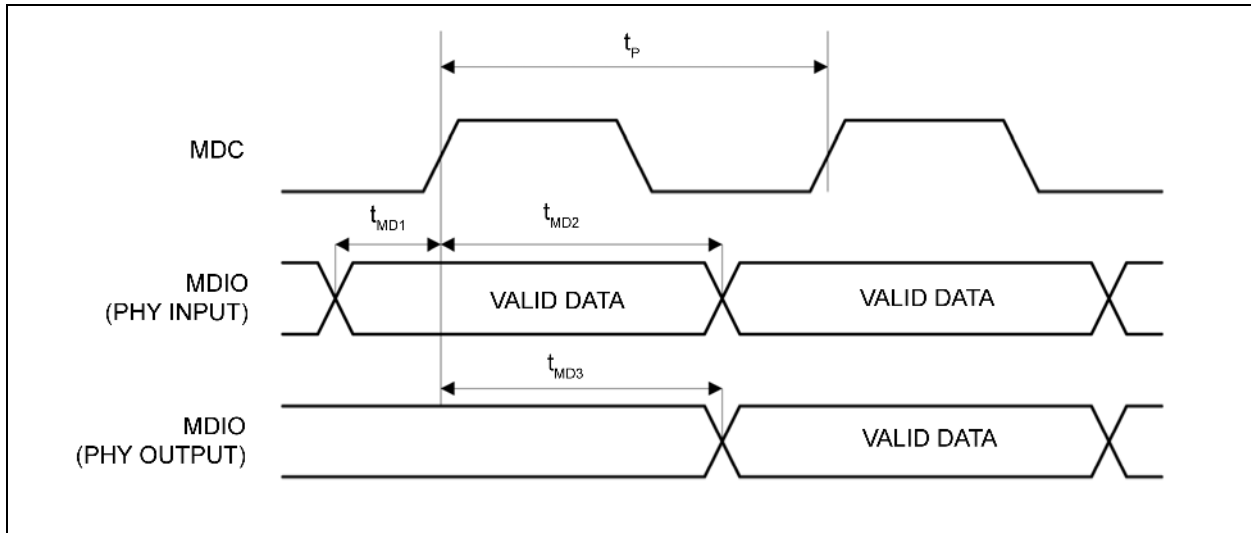 tP
MDC
tMD1
tMD2
MDIO
(PHY INPUT)
VALID DATA
VALID DATA
tMD3
MDIO
(PHY OUTPUT)
VALID DATA